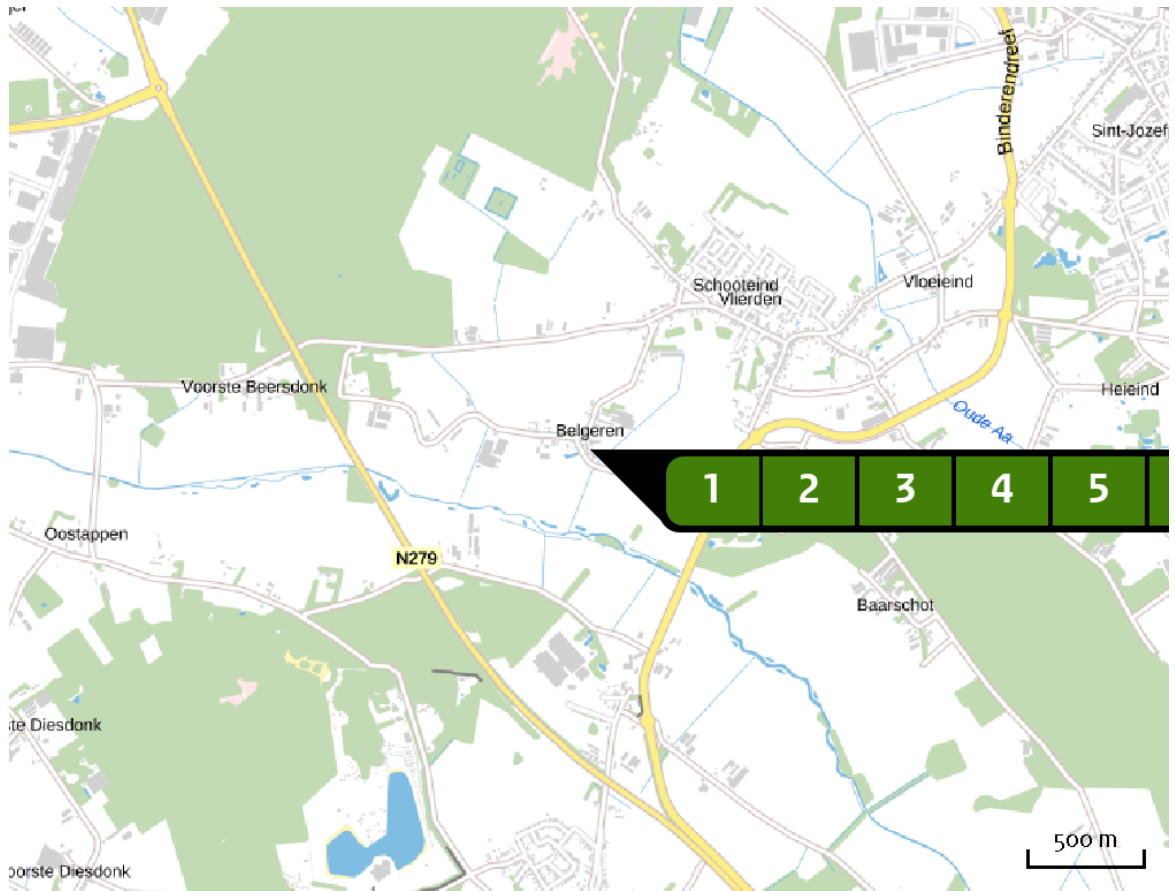 Binderendreef
Sint-Jozef
Schooteind
Vlierden
Vloeieind
Voorste Beersdonk
Heieind
Oude Aa
Belgeren
1 2 3 4 5
Oostappen
N279
Baarschot
ste Diesdonk
500 m
oorste Diesdonk